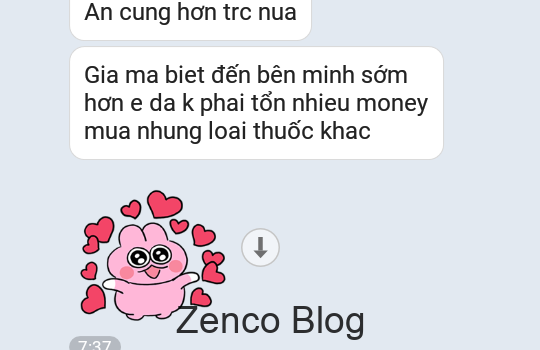 An cung hơn trc nua
Gia ma biet đến bên minh sớm
hơn e da k phai tổn nhieu money
mua nhung loai thuốc khac
Zenco Blog
7:37